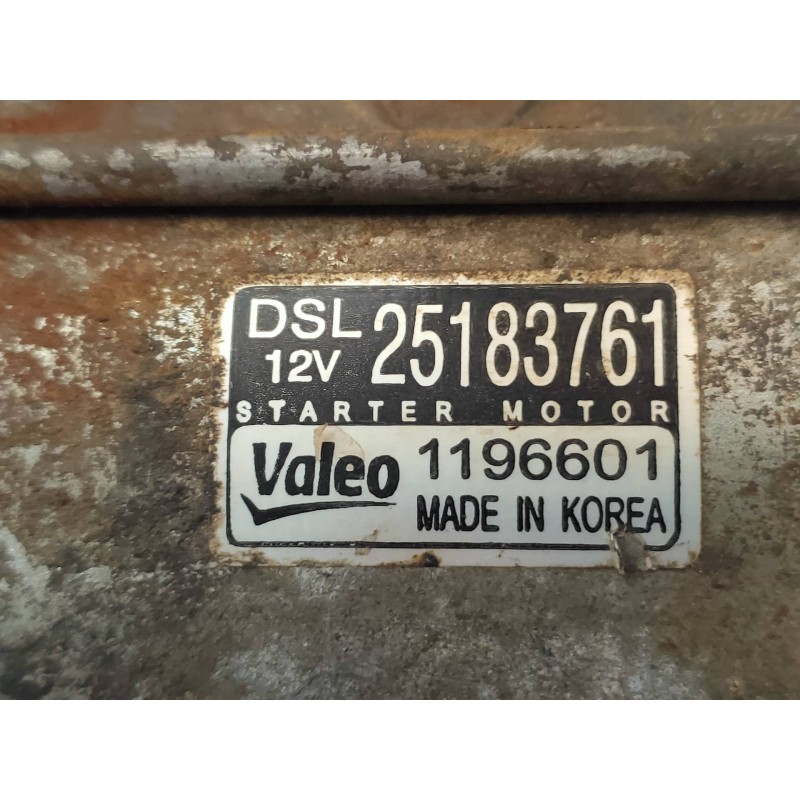 DSL 25183761
12V
STARTER MOTOR
Valeo 1196601
MADE IN KOREA